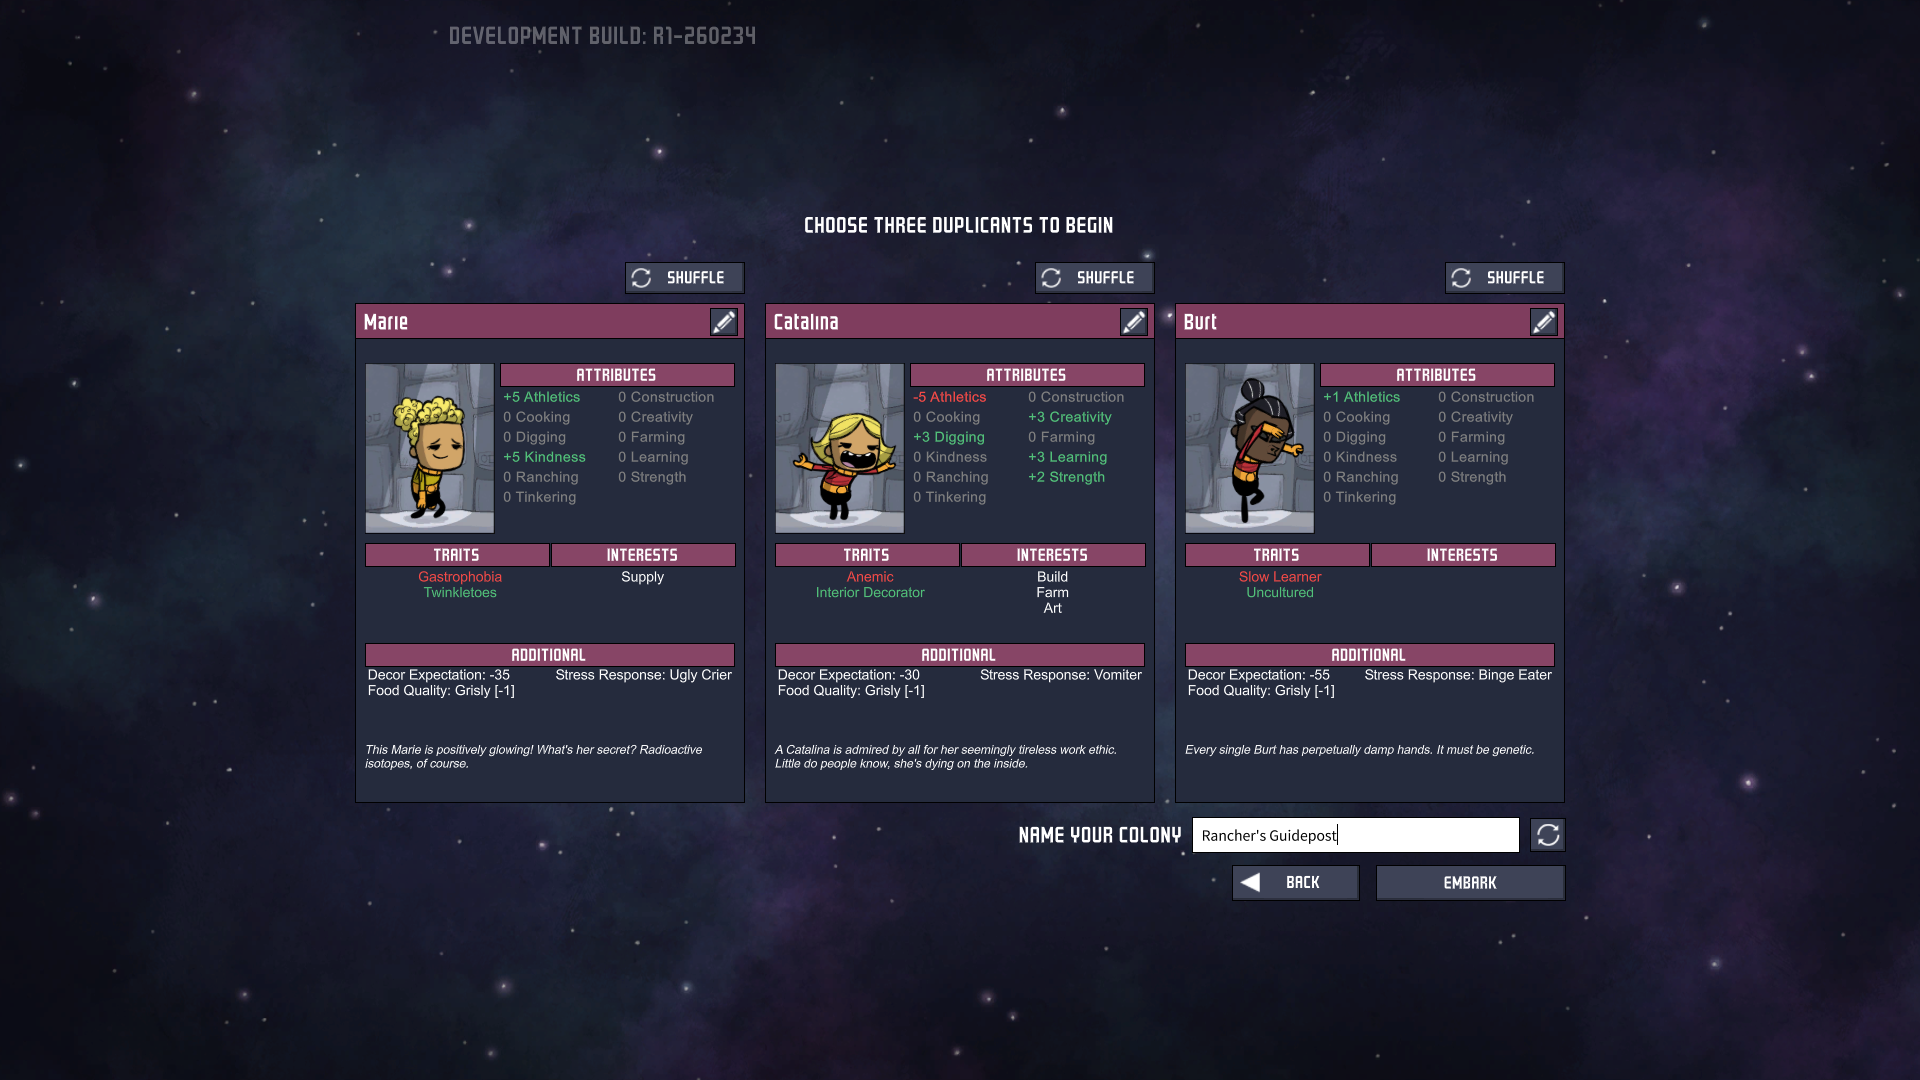 DEVELOPMENT BUILD: R1-260234
CHOOSE THREE DUPLICANTS TO BEGIN
SHUFFLE
SHUFFLE
SHUFFLE
Marie
ATTRIBUTES
+5 Athletics
0 Construction
0 Cooking
0 Creativity
0 Digging
0 Farming
+5 Kindness
0 Learning
0 Ranching
0 Strength
0 Tinkering
TRAITS
INTERESTS
Gastrophobia
Supply
Twinkletoes
ADDITIONAL
Decor Expectation: -35
Stress Response: Ugly Crier
Food Quality: Grisly [-1]
This Marie is positively glowing! What's her secret? Radioactive
isotopes, of course.
Catalina
ATTRIBUTES
-5 Athletics
0 Construction
0 Cooking
+3 Creativity
+3 Digging
0 Farming
0 Kindness
+3 Learning
0 Ranching
+2 Strength
0 Tinkering
TRAITS
INTERESTS
Anemic
Build
Interior Decorator
Farm
Art
ADDITIONAL
Decor Expectation: -30
Stress Response: Vomiter
Food Quality: Grisly [-1]
A Catalina is admired by all for her seemingly tireless work ethic.
Little do people know, she's dying on the inside.
Burt
ATTRIBUTES
+1 Athletics
0 Construction
0 Cooking
0 Creativity
0 Digging
0 Farming
0 Kindness
0 Learning
0 Ranching
0 Strength
0 Tinkering
TRAITS
INTERESTS
Slow Learner
Uncultured
ADDITIONAL
Decor Expectation: -55
Stress Response: Binge Eater
Food Quality: Grisly [-1]
Every single Burt has perpetually damp hands. It must be genetic.
NAME YOUR COLONY
Rancher's Guidepost
BACK
EMBARK